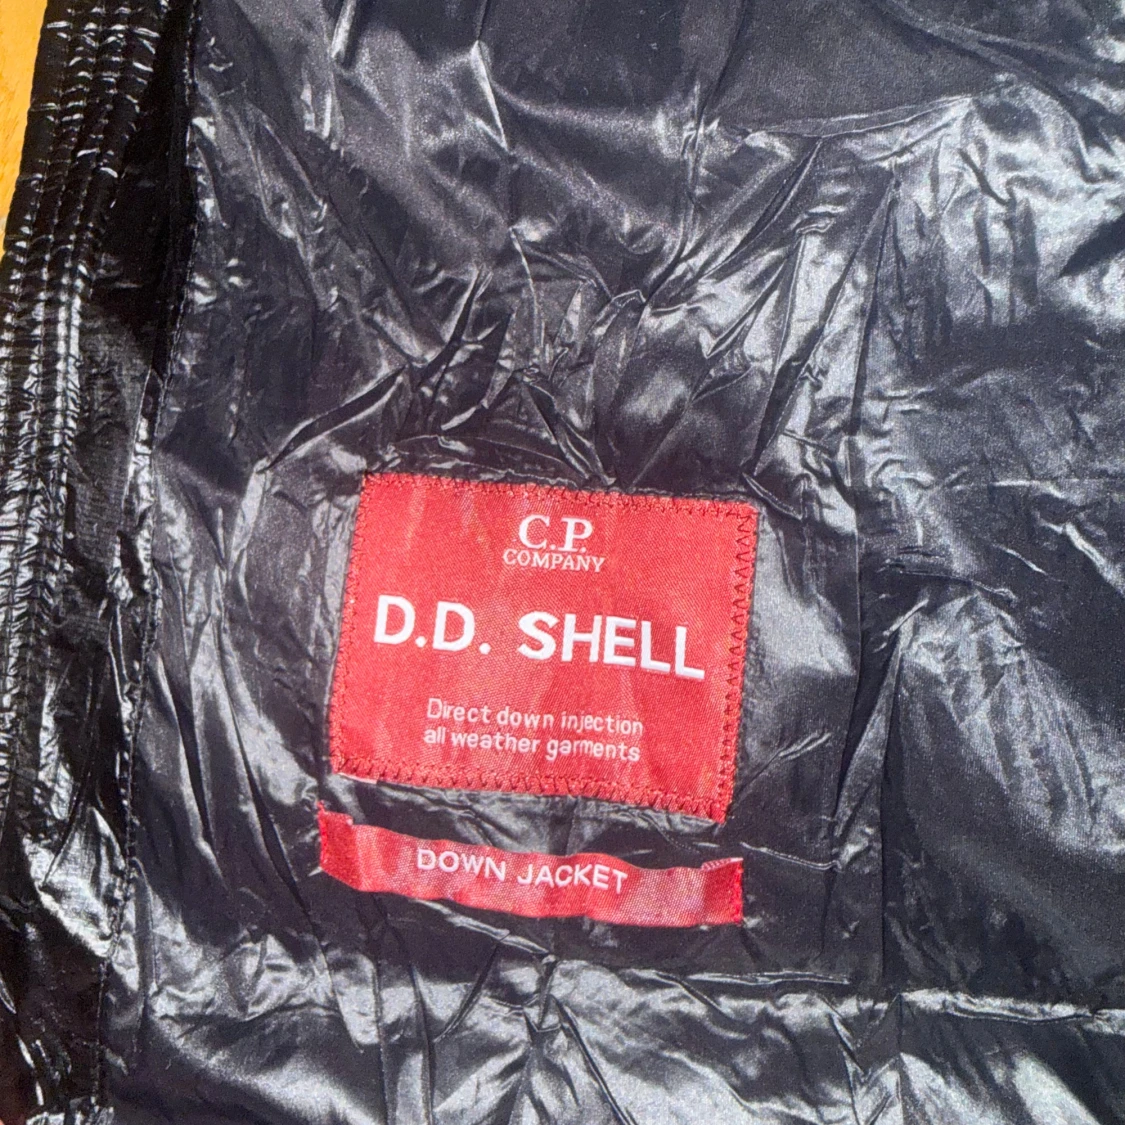 C.P.
COMPANY
D.D. SHELL
Direct down injection
all weather garments
DOWN JACKET